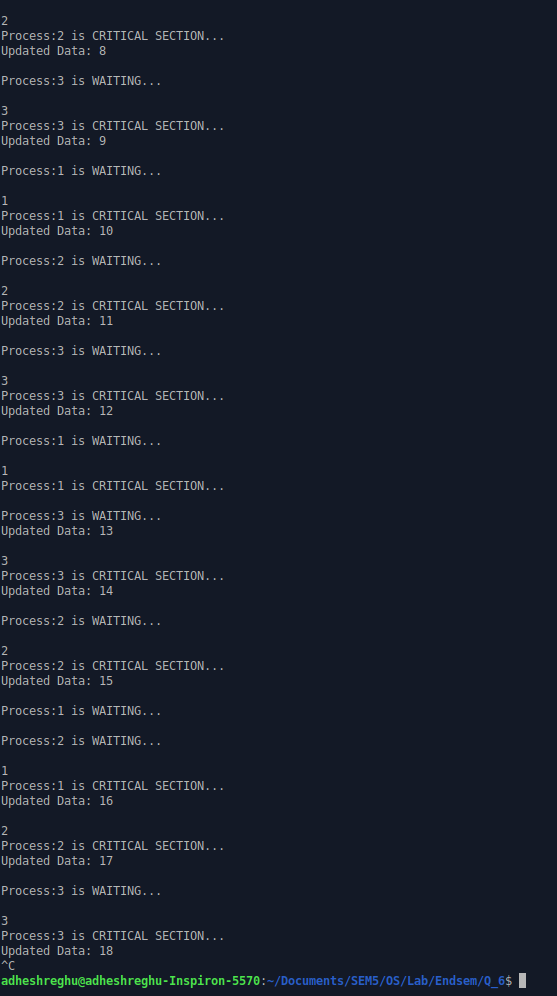 2
Process:2 is CRITICAL SECTION...
Updated Data: 8
Process:3 is WAITING...
3
Process:3 is CRITICAL SECTION...
Updated Data: 9
Process:1 is WAITING...
1
Process:1 is CRITICAL SECTION...
Updated Data: 10
Process:2 is WAITING...
2
Process:2 is CRITICAL SECTION...
Updated Data: 11
Process:3 is WAITING...
3
Process:3 is CRITICAL SECTION...
Updated Data: 12
Process:1 is WAITING...
1
Process:1 is CRITICAL SECTION...
Process:3 is WAITING...
Updated Data: 13
3
Process:3 is CRITICAL SECTION...
Updated Data: 14
Process:2 is WAITING...
2
Process:2 is CRITICAL SECTION...
Updated Data: 15
Process:1 is WAITING...
Process:2 is WAITING...
1
Process:1 is CRITICAL SECTION...
Updated Data: 16
2
Process:2 is CRITICAL SECTION...
Updated Data: 17
Process:3 is WAITING...
3
Process:3 is CRITICAL SECTION...
Updated Data: 18
^C
adheshreghu@adheshreghu-Inspiron-5570:~/Documents/SEM5/OS/Lab/Endsem/Q_6$